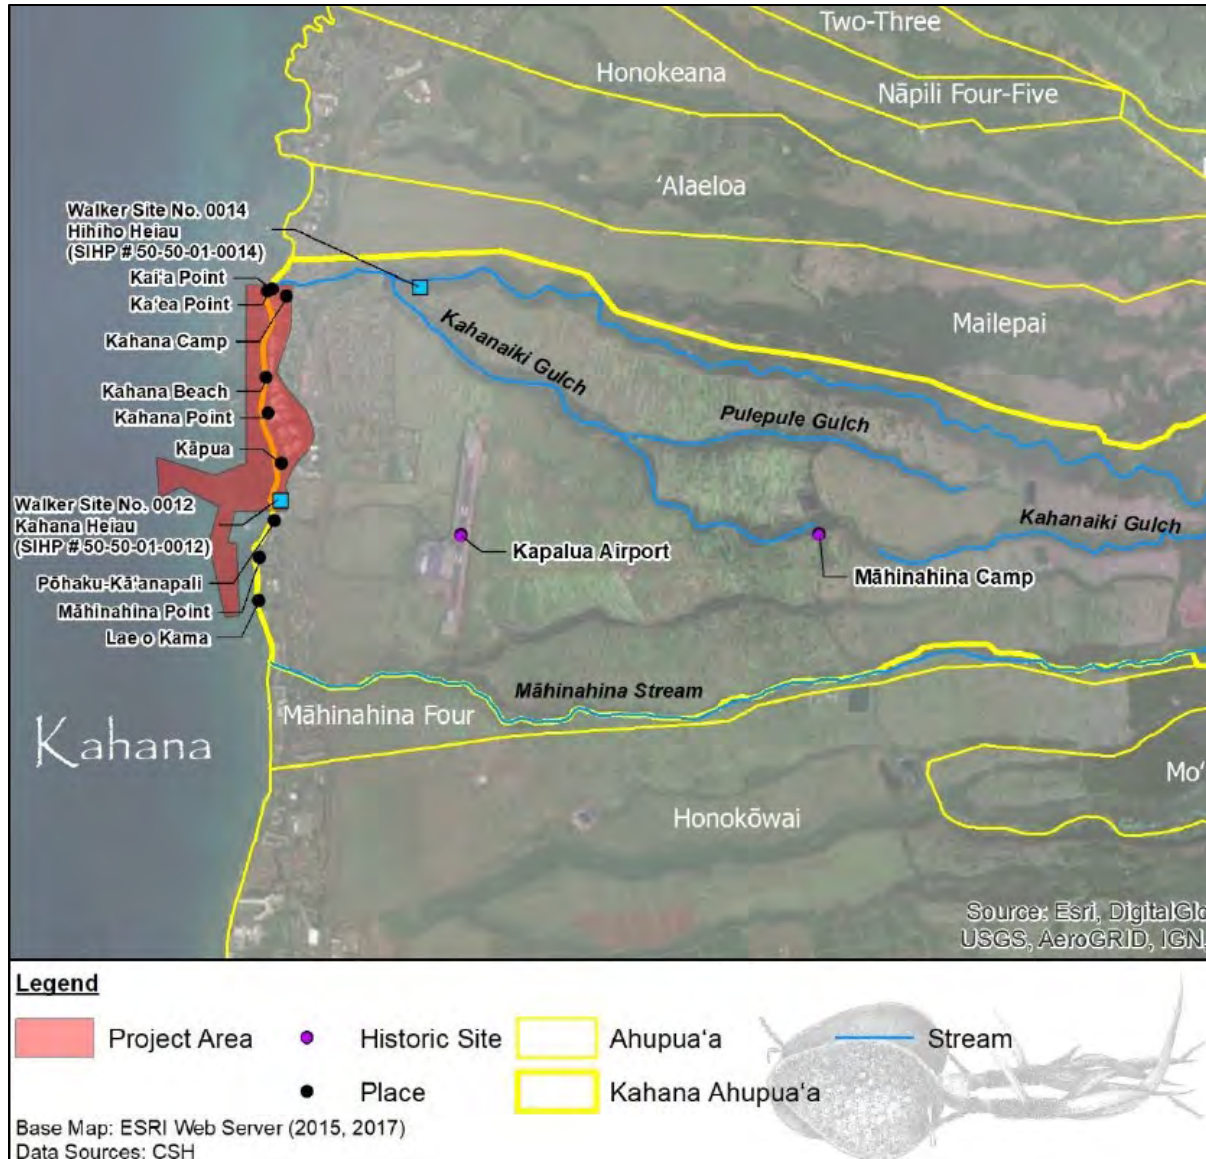 Two-Three
Honokeana
Nāpili Four-Five
ʻAlaeloa
Walker Site No. 0014
Hihiho Heiau
(SIHP # 50-50-01-0014)
Kaiʻa Point
Kaʻea Point
Kahana Camp
Mailepai
Kahanaiki Gulch
Kahana Beach
Kahana Point
Pulepule Gulch
Kāpua
Walker Site No. 0012
Kahana Heiau
(SIHP # 50-50-01-0012)
Kahanaiki Gulch
Kapalua Airport
Māhinahina Camp
Pōhaku-Kāʻanapali
Māhinahina Point
Lae o Kama
Māhinahina Stream
Māhinahina Four
Kahana
Moʻ
Honokōwai
Source: Esri, DigitalGlo
USGS, AeroGRID, IGN,
Legend
Project Area
Historic Site
Ahupuaʻa
Stream
Place
Kahana Ahupuaʻa
Base Map: ESRI Web Server (2015, 2017)
Data Sources: CSH